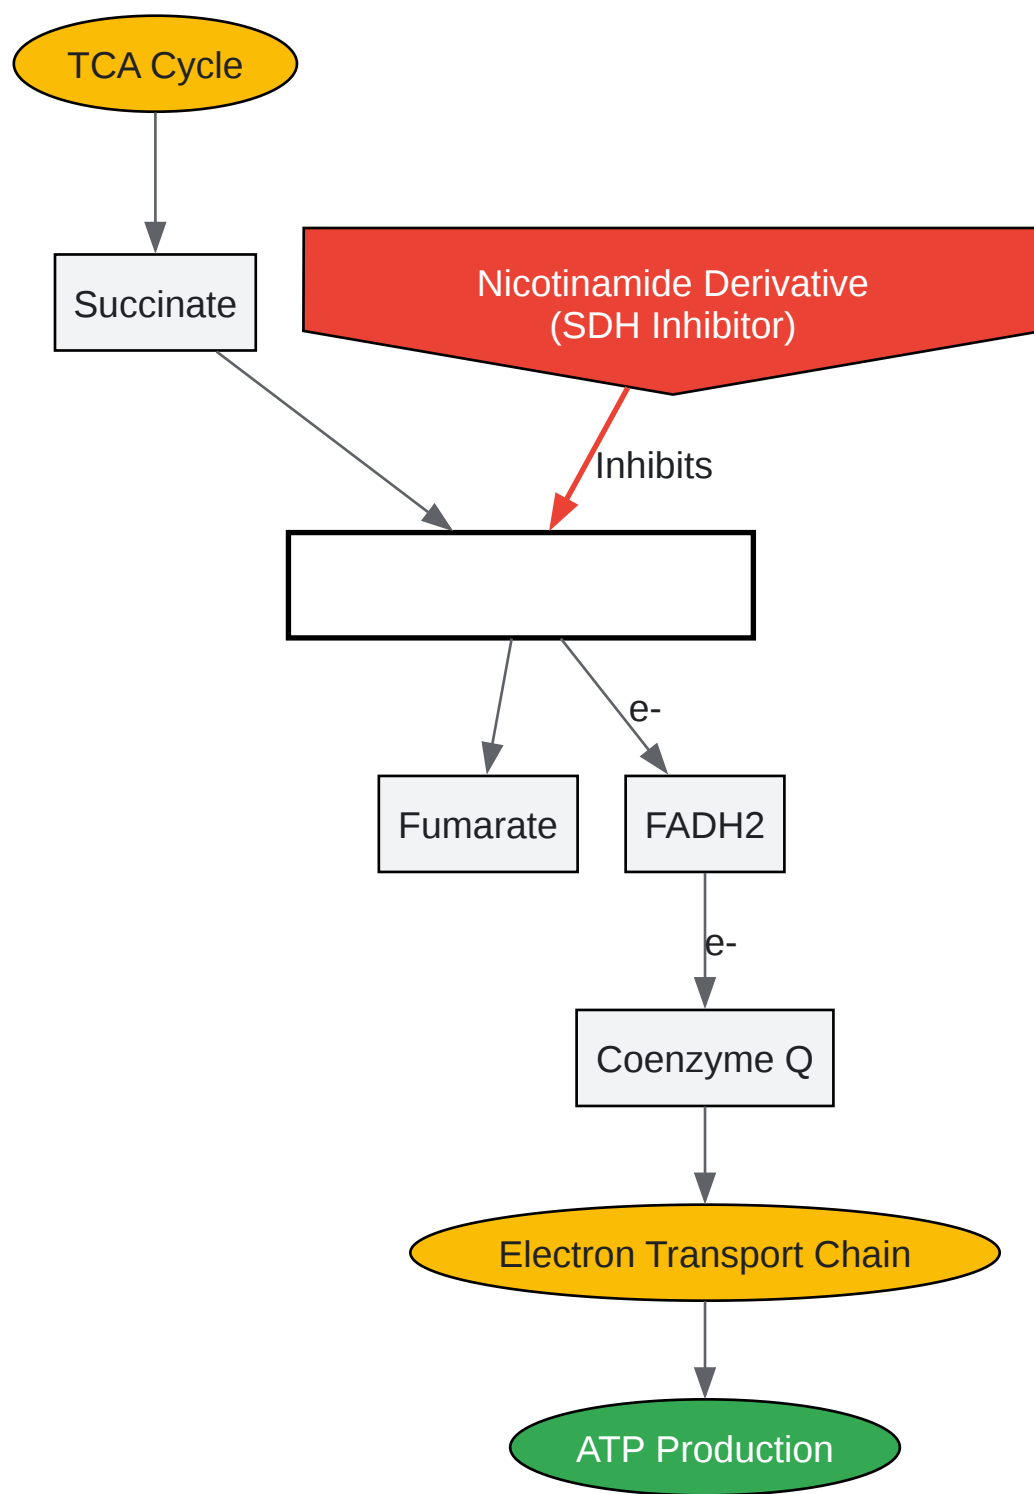 TCA Cycle
Succinate
Nicotinamide Derivative
(SDH Inhibitor)
Inhibits
e-
Fumarate
FADH2
e-
Coenzyme Q
Electron Transport Chain
ATP Production